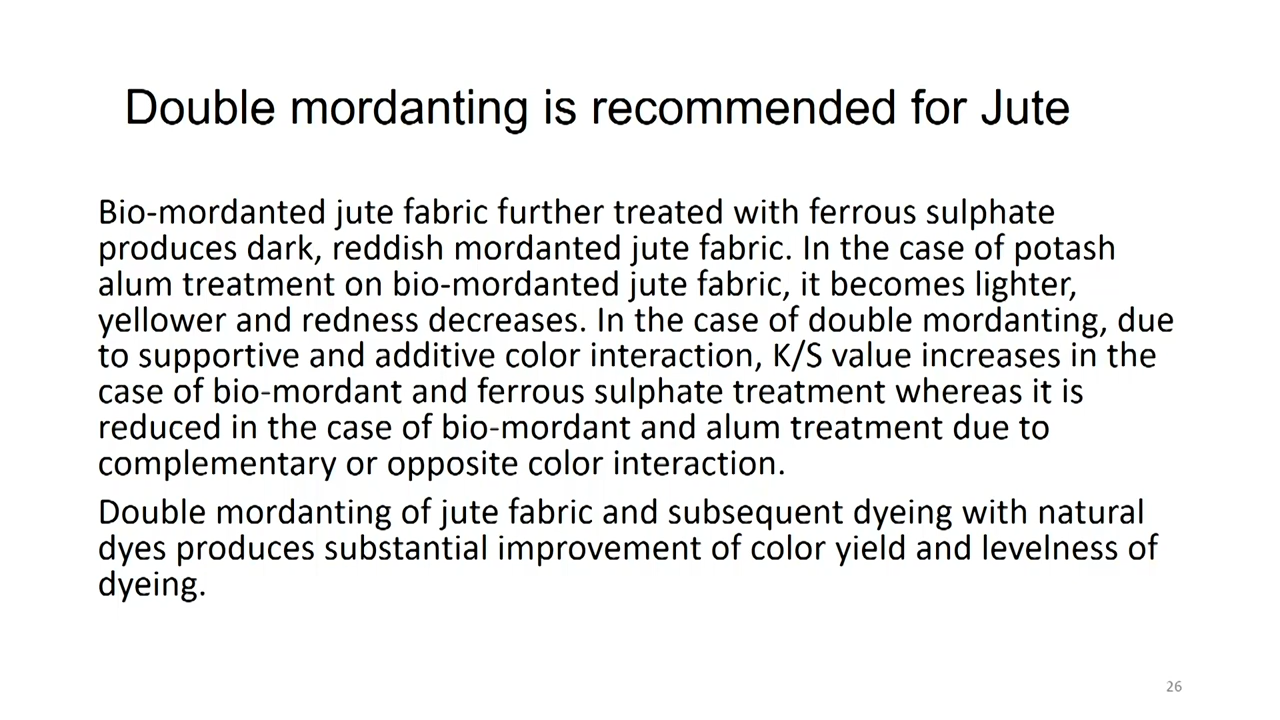 Double mordanting is recommended for Jute
Bio-mordanted jute fabric further treated with ferrous sulphate
produces dark, reddish mordanted jute fabric. In the case of potash
alum treatment on bio-mordanted jute fabric, it becomes lighter,
yellower and redness decreases. In the case of double mordanting, due
to supportive and additive color interaction, K/S value increases in the
case of bio-mordant and ferrous sulphate treatment whereas it is
reduced in the case of bio-mordant and alum treatment due to
complementary or opposite color interaction.
Double mordanting of jute fabric and subsequent dyeing with natural
dyes produces substantial improvement of color yield and levelness of
dyeing.
26